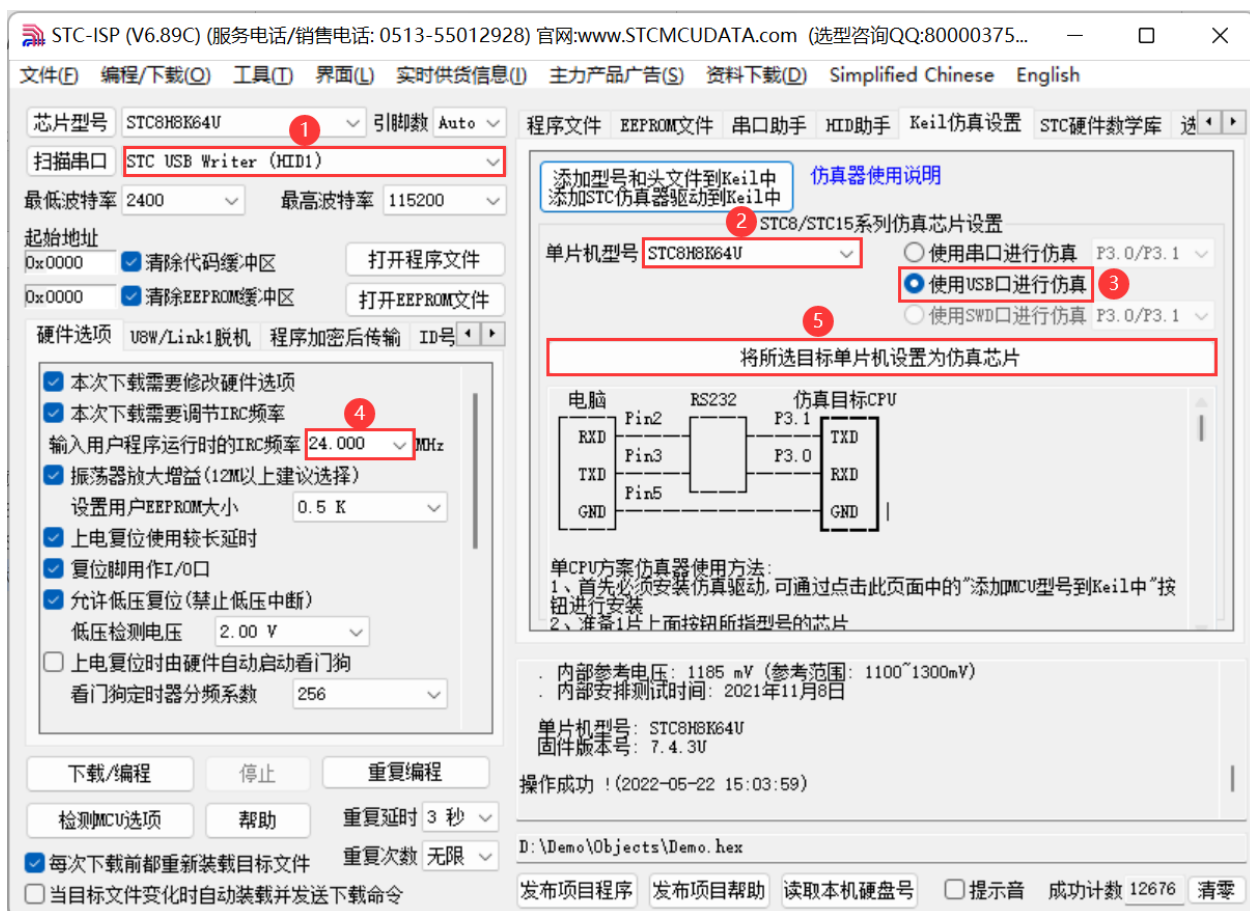 STC-ISP (V6.89C) (服务电话/销售电话: 0513-55012928) 官网:www.STCMCUDATA.com (选型咨询QQ:80000375...
文件(F) 编程/下载(O) 工具(T) 界面(L) 实时供货信息(I) 主力产品广告(S) 资料下载(D) Simplified Chinese English
芯片型号 STC8H8K64U 引脚数 Auto
1
扫描串口 STC USB Writer (HID1)
最低波特率 2400 最高波特率 115200
起始地址
0x0000 清除代码缓冲区 打开程序文件
0x0000 清除EEPROM缓冲区 打开EEPROM文件
硬件选项 U8W/Link1脱机 程序加密后传输 ID号
本次下载需要修改硬件选项
本次下载需要调节IRC频率
4
输入用户程序运行时的IRC频率 24.000 MHz
振荡器放大增益(12M以上建议选择)
设置用户EEPROM大小 0.5 K
上电复位使用较长延时
复位脚用作I/O口
允许低压复位(禁止低压中断)
低压检测电压 2.00 V
上电复位时由硬件自动启动看门狗
看门狗定时器分频系数 256
下载/编程 停止 重复编程
检测MCU选项 帮助 重复延时 3 秒
每次下载前都重新装载目标文件 重复次数 无限
当目标文件变化时自动装载并发送下载命令
程序文件 EEPROM文件 串口助手 HID助手 Keil仿真设置 STC硬件数学库 选
添加型号和头文件到Keil中
添加STC仿真器驱动到Keil中
仿真器使用说明
2
STC8/STC15系列仿真芯片设置
单片机型号 STC8H8K64U 使用串口进行仿真 P3.0/P3.1
使用USB口进行仿真 3
使用SWD口进行仿真 P3.0/P3.1
5
将所选目标单片机设置为仿真芯片
电脑 RS232 仿真目标CPU
Pin2 P3.1
RXD TXD
Pin3 P3.0
TXD RXD
Pin5
GND GND
单CPU方案仿真器使用方法:
1、首先必须安装仿真驱动,可通过点击此页面中的"添加MCU型号到Keil中"按
钮进行安装
2、准备1片上面按钮所指型号的芯片
. 内部参考电压: 1185 mV (参考范围: 1100~1300mV)
. 内部安排测试时间: 2021年11月8日
单片机型号: STC8H8K64U
固件版本号: 7.4.3U
操作成功 !(2022-05-22 15:03:59)
D:\Demo\Objects\Demo.hex
发布项目程序 发布项目帮助 读取本机硬盘号 提示音 成功计数 12676 清零